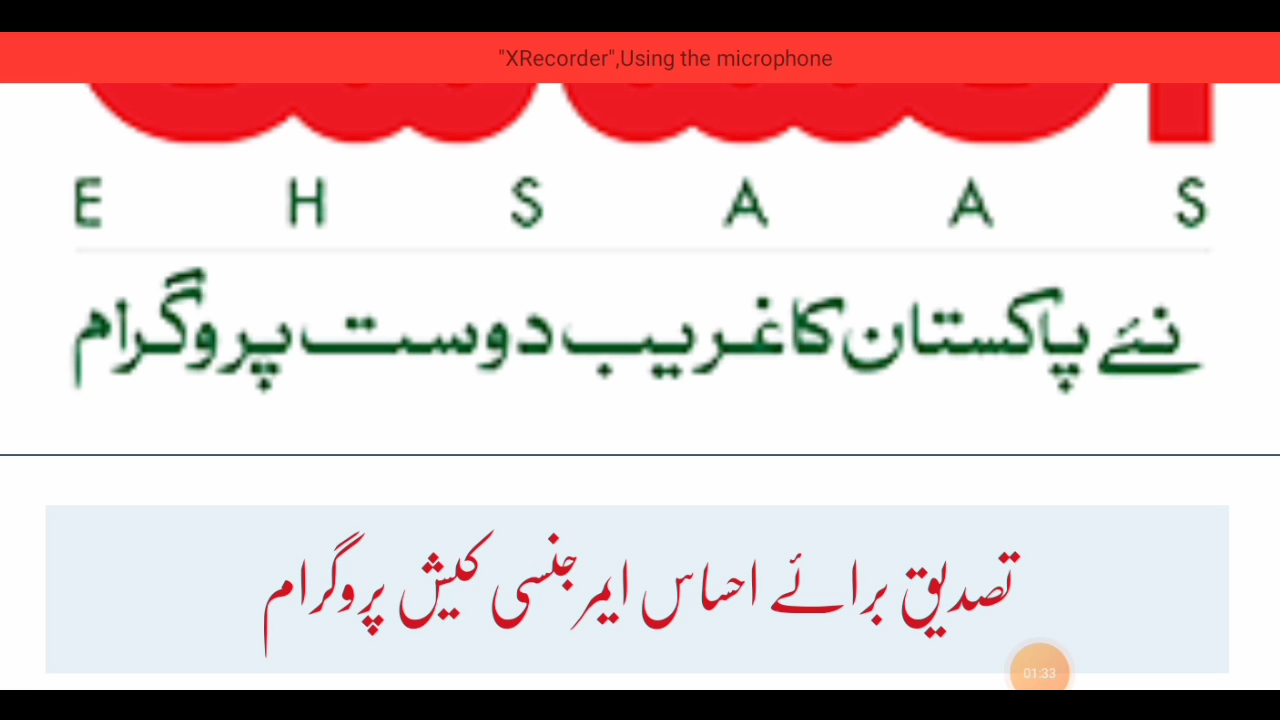 "XRecorder",Using the microphone
E H S A A S
نئے پاکستان کا غریب دوست پروگرام
تصدیق برائے احساس ایمرجنسی کیش پروگرام
01:33